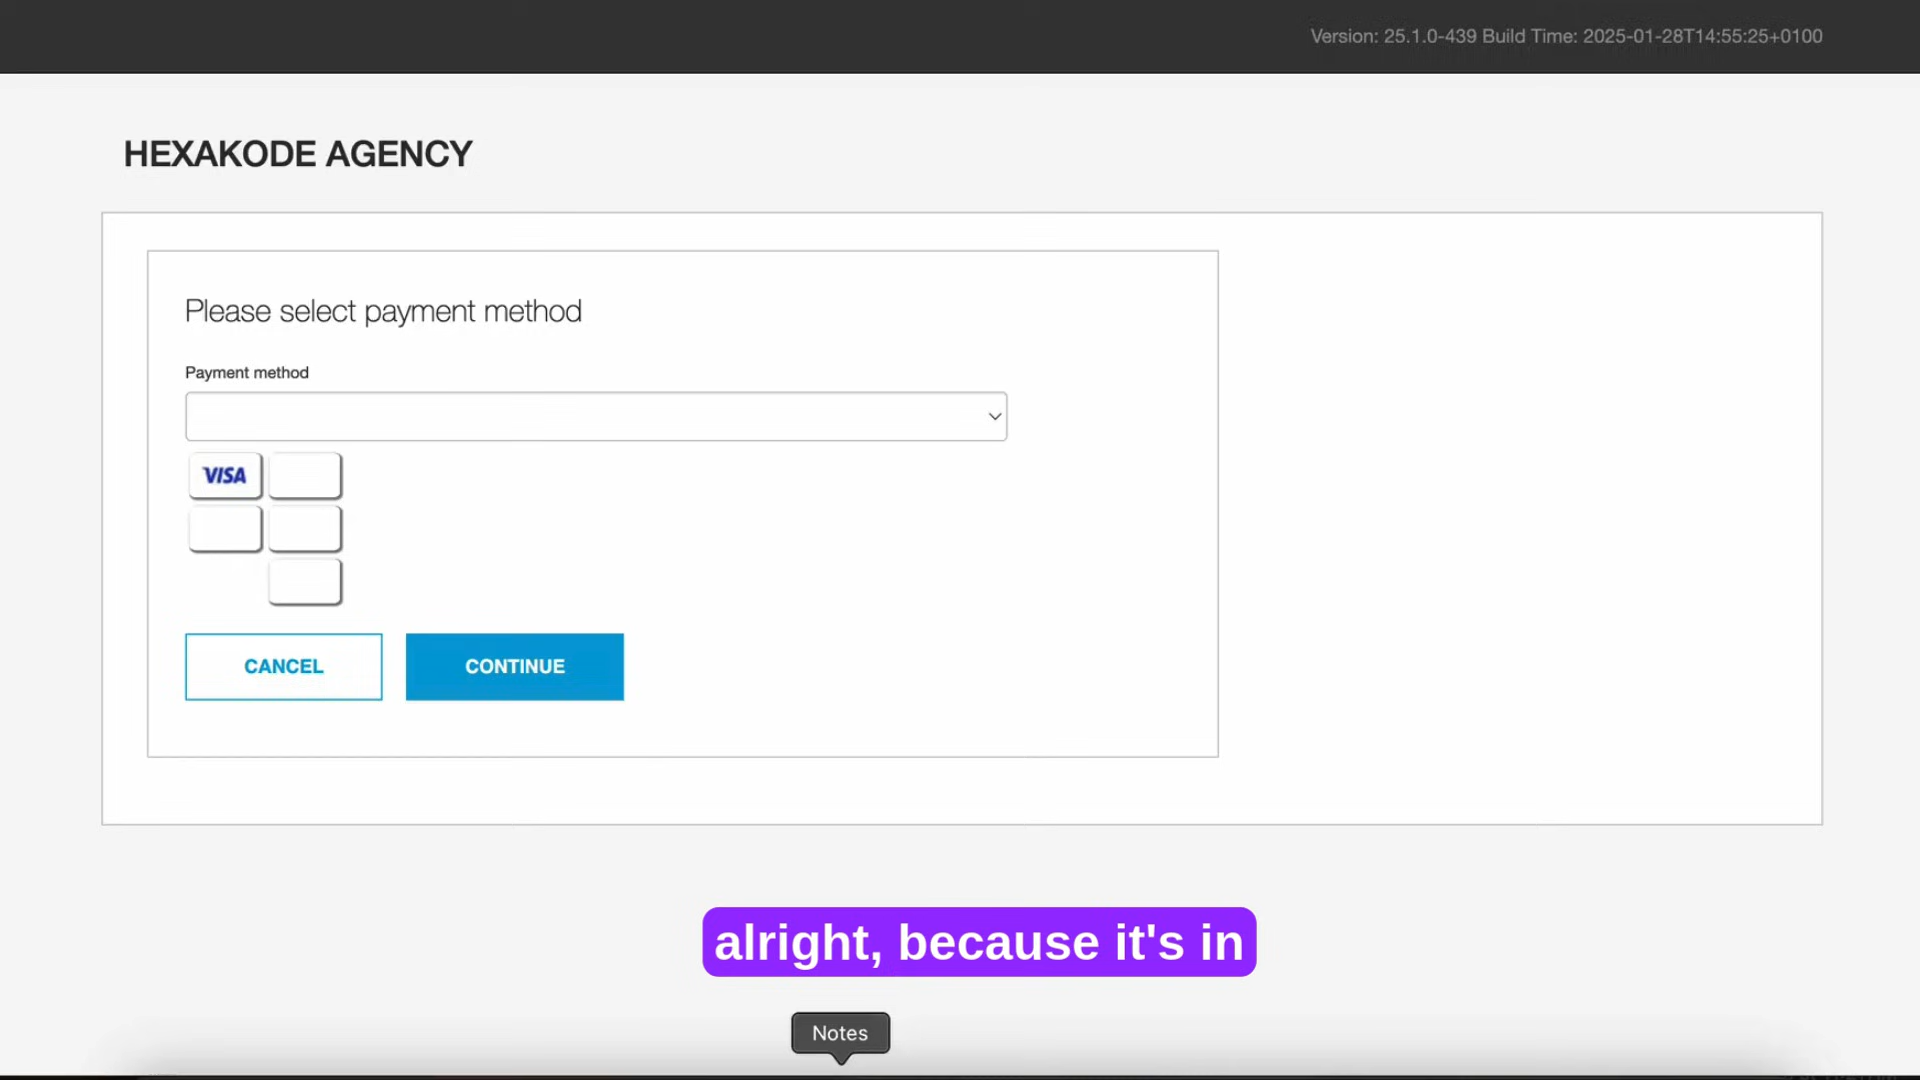 Version: 25.1.0-439 Build Time: 2025-01-28T14:55:25+0100
HEXAKODE AGENCY
Please select payment method
Payment method
VISA
CANCEL
CONTINUE
alright, because it's in
Notes